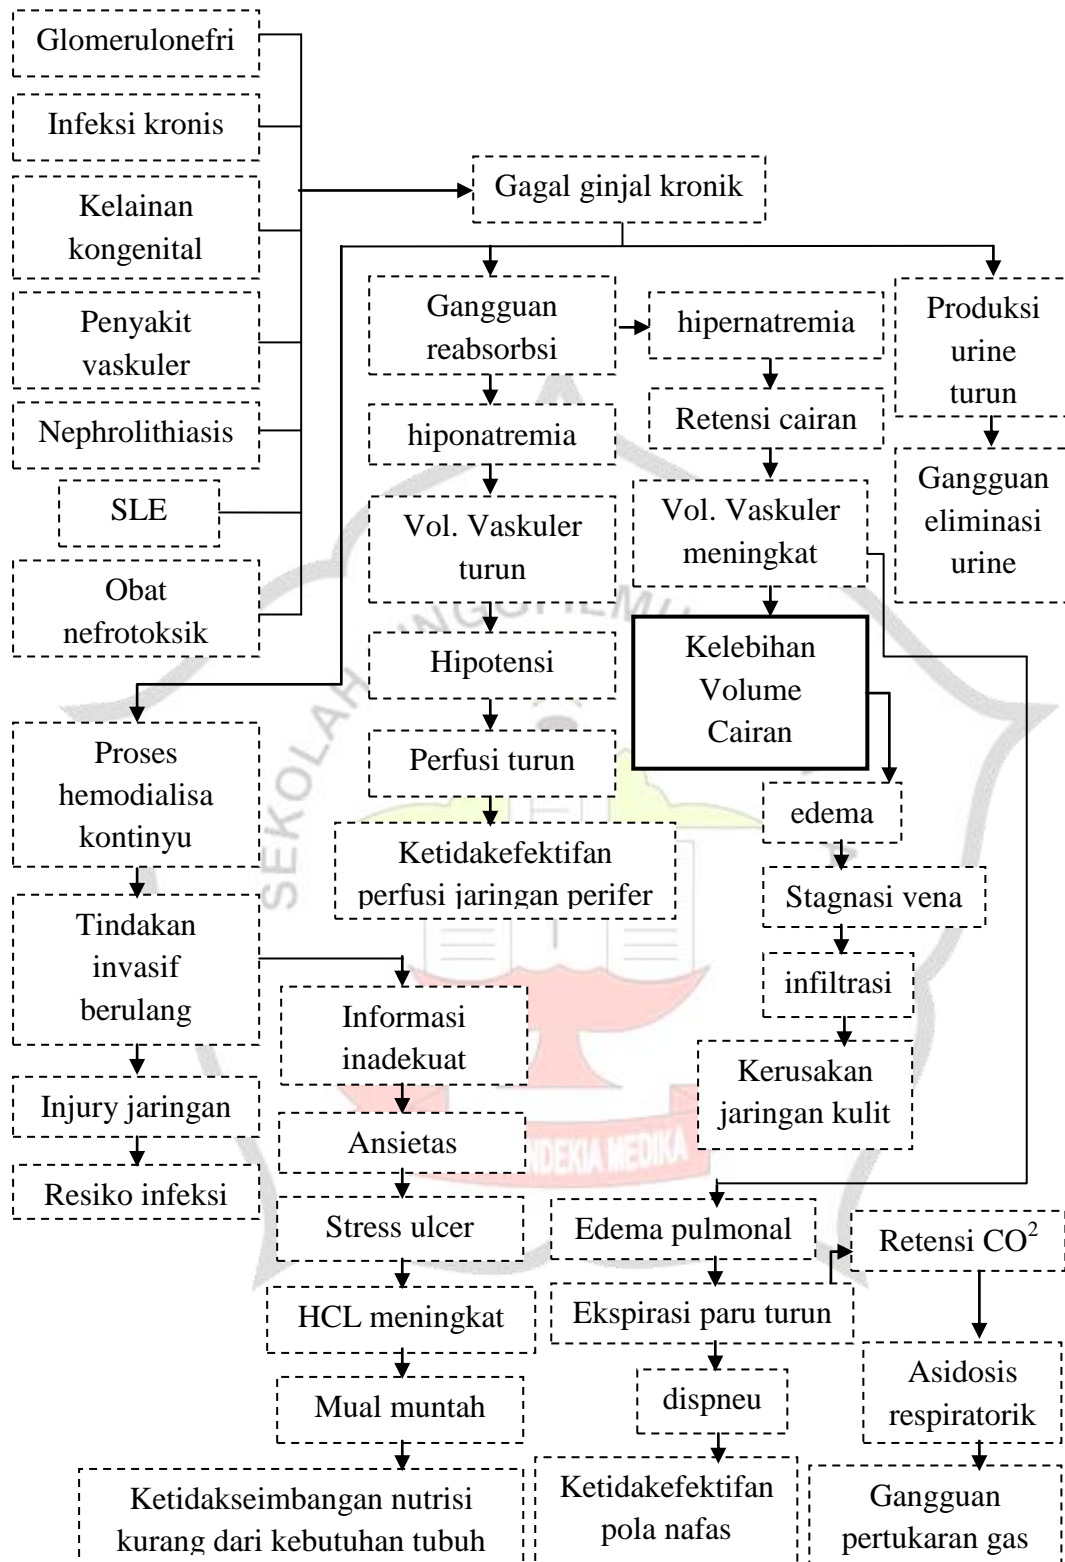 Glomerulonefri
Infeksi kronis
Kelainan
kongenital
Penyakit
vaskuler
Nephrolithiasis
SLE
Obat
nefrotoksik
Gagal ginjal kronik
Gangguan
reabsorbsi
hipernatremia
Produksi
urine
turun
hiponatremia
Retensi cairan
Gangguan
eliminasi
urine
Vol. Vaskuler
turun
Vol. Vaskuler
meningkat
Hipotensi
Kelebihan
Volume
Cairan
Perfusi turun
Ketidakefektifan
perfusi jaringan perifer
edema
Stagnasi vena
infiltrasi
Kerusakan
jaringan kulit
Proses
hemodialisa
kontinyu
Tindakan
invasif
berulang
Injury jaringan
Resiko infeksi
Informasi
inadekuat
Ansietas
Stress ulcer
HCL meningkat
Mual muntah
Ketidakseimbangan nutrisi
kurang dari kebutuhan tubuh
Edema pulmonal
Ekspirasi paru turun
dispneu
Ketidakefektifan
pola nafas
Retensi CO²
Asidosis
respiratorik
Gangguan
pertukaran gas
SEKOLAH
MEDIKA